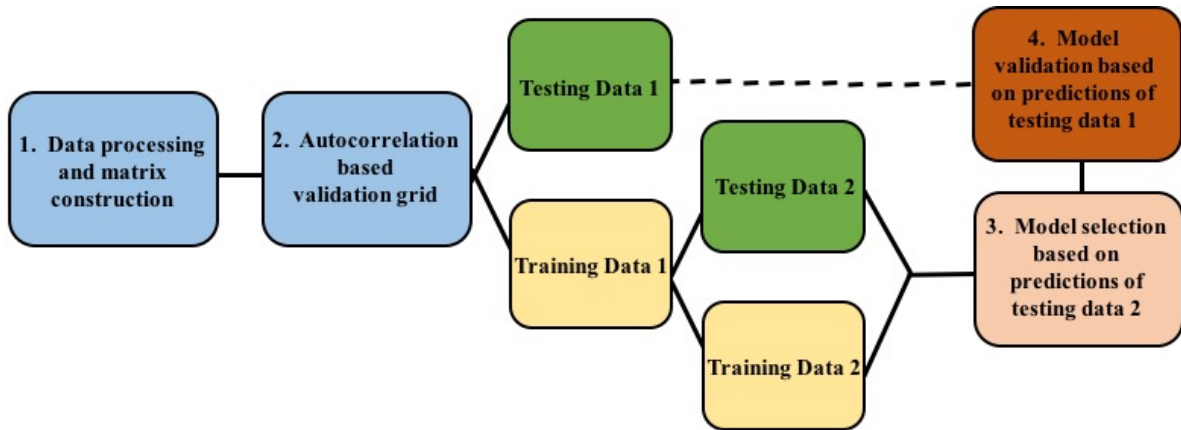 1. Data processing
and matrix
construction
2. Autocorrelation
based
validation grid
Testing Data 1
Training Data 1
Testing Data 2
Training Data 2
3. Model selection
based on
predictions of
testing data 2
4. Model
validation based
on predictions of
testing data 1